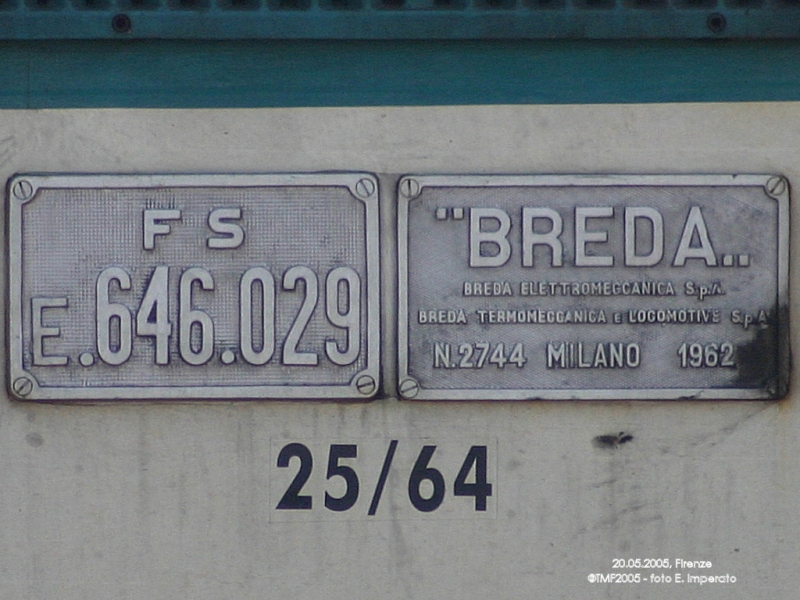 F S
E.646.029
"BREDA..
BREDA ELETTROMECCANICA S.p.A.
BREDA TERMOMECCANICA e LOCOMOTIVE S.p.A
N.2744 MILANO 1962
25/64
20.05.2005, Firenze
©TMF2005 - foto E. Imperato